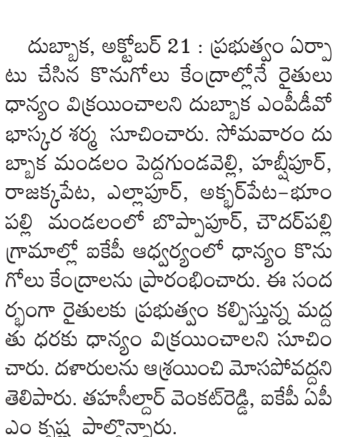 దుబ్బాక, అక్టోబర్ 21 : ప్రభుత్వం ఏర్పా
టు చేసిన కొనుగోలు కేంద్రాల్లోనే రైతులు
ధాన్యం విక్రయించాలని దుబ్బాక ఎంపీడీవో
భాస్కర శర్మ సూచించారు. సోమవారం దు
బ్బాక మండలం పెద్దగుండవెల్లి, హబ్షీపూర్,
రాజక్కపేట, ఎల్లాపూర్, అక్బర్‌పేట-భూం
పల్లి మండలంలో బొప్పాపూర్, చౌదర్‌పల్లి
గ్రామాల్లో ఐకేపీ ఆధ్వర్యంలో ధాన్యం కొను
గోలు కేంద్రాలను ప్రారంభించారు. ఈ సంద
ర్భంగా రైతులకు ప్రభుత్వం కల్పిస్తున్న మద్ద
తు ధరకు ధాన్యం విక్రయించాలని సూచిం
చారు. దళారులను ఆశ్రయించి మోసపోవద్దని
తెలిపారు. తహసీల్దార్ వెంకట్‌రెడ్డి, ఐకేపీ ఏపీ
ఎం కృష్ణ పాల్గొన్నారు.